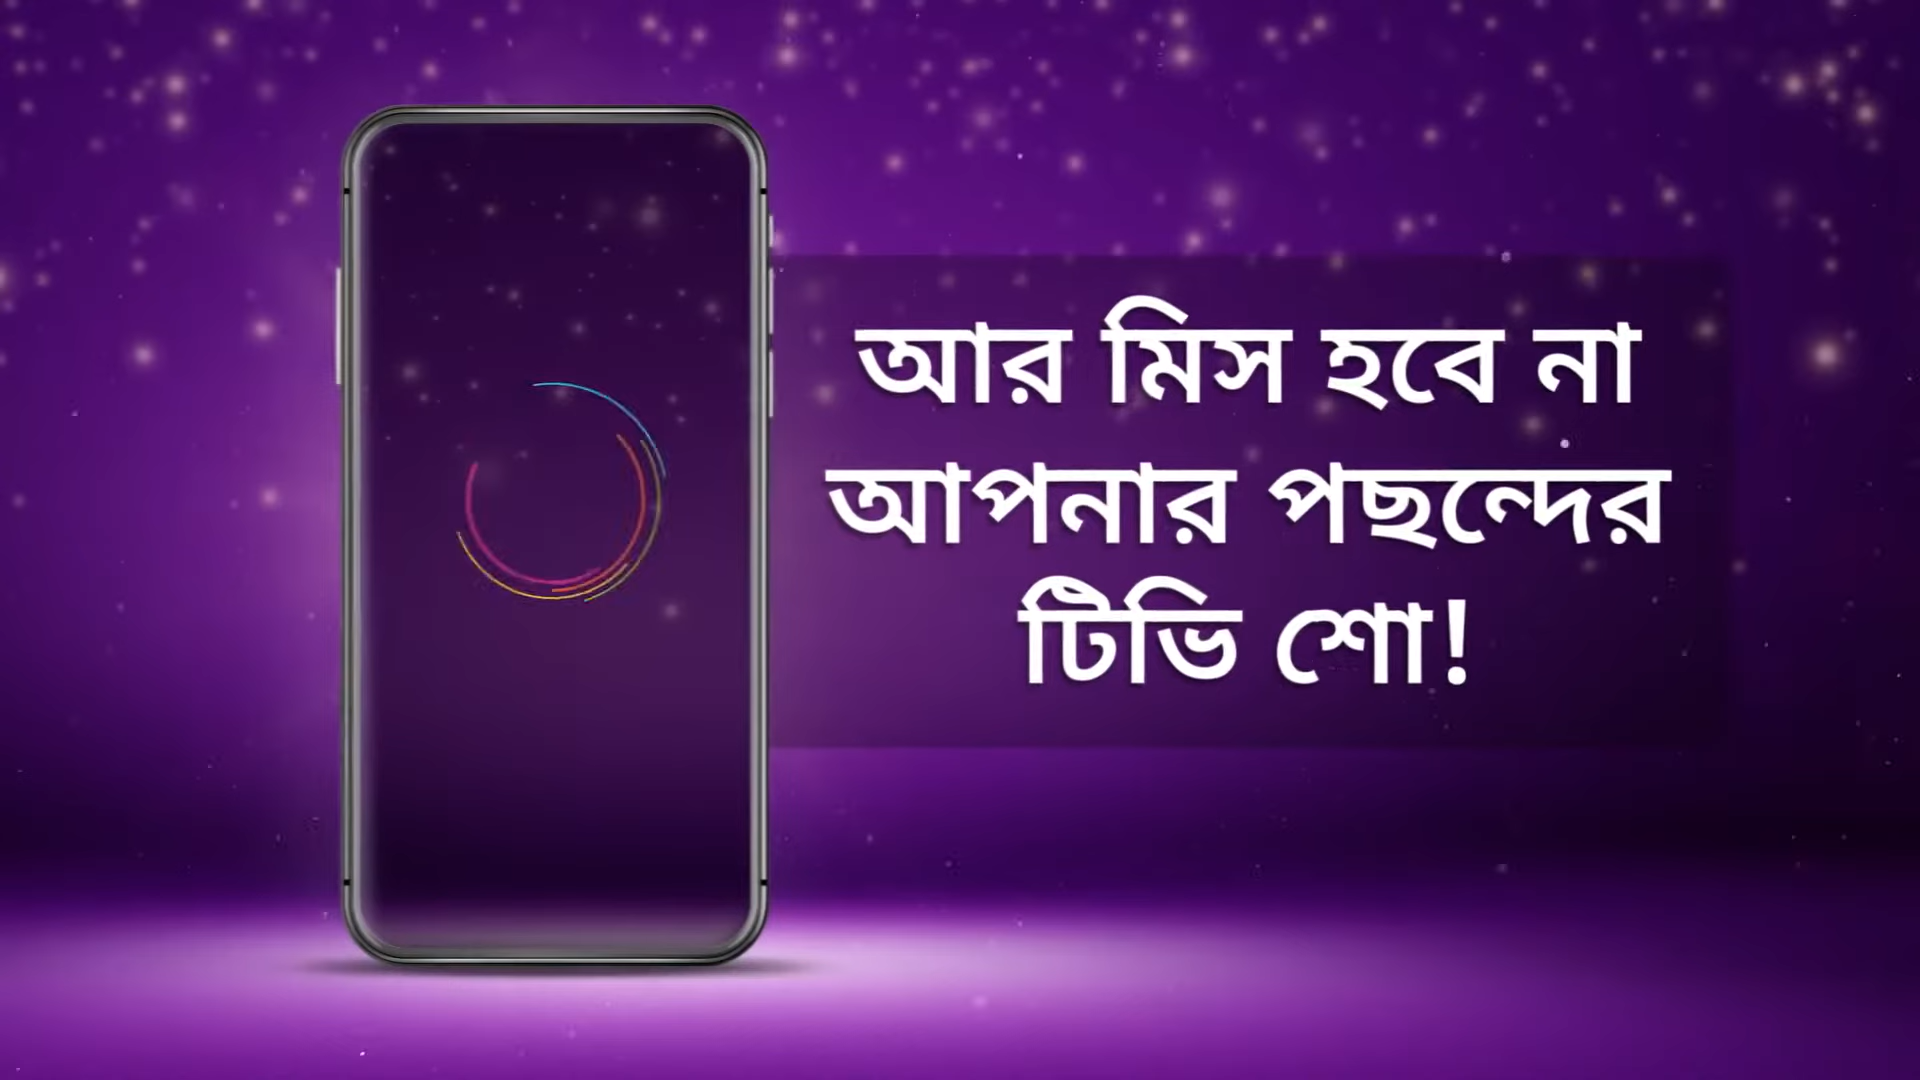 আর মিস হবে না
আপনার পছন্দের
টিভি শো!